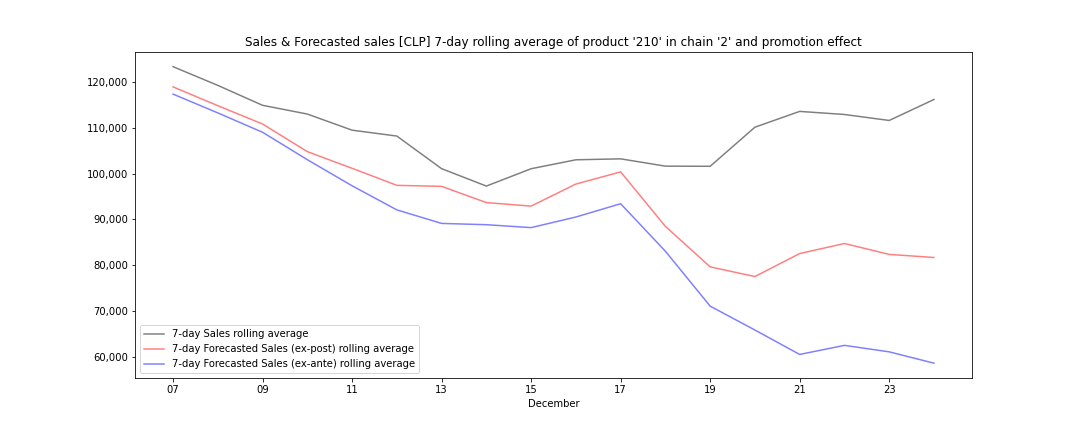 Sales & Forecasted sales [CLP] 7-day rolling average of product '210' in chain '2' and promotion effect
120,000
110,000
100,000
90,000
80,000
70,000
60,000
7-day Sales rolling average
7-day Forecasted Sales (ex-post) rolling average
7-day Forecasted Sales (ex-ante) rolling average
07 09 11 13 15 17 19 21 23
December